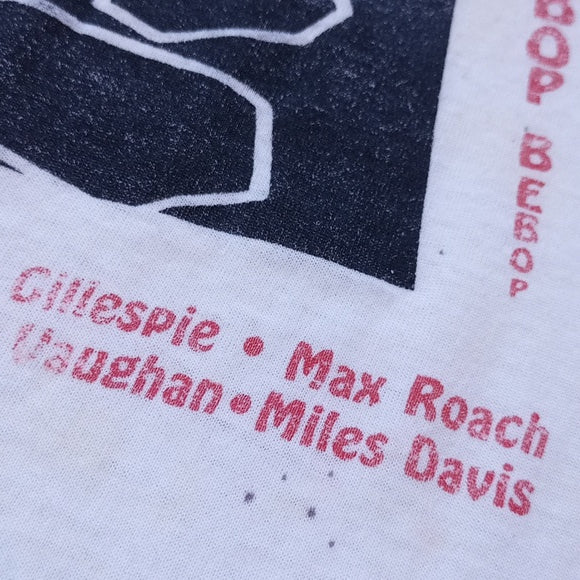 BOP BEBOP
Gillespie • Max Roach
Vaughan • Miles Davis